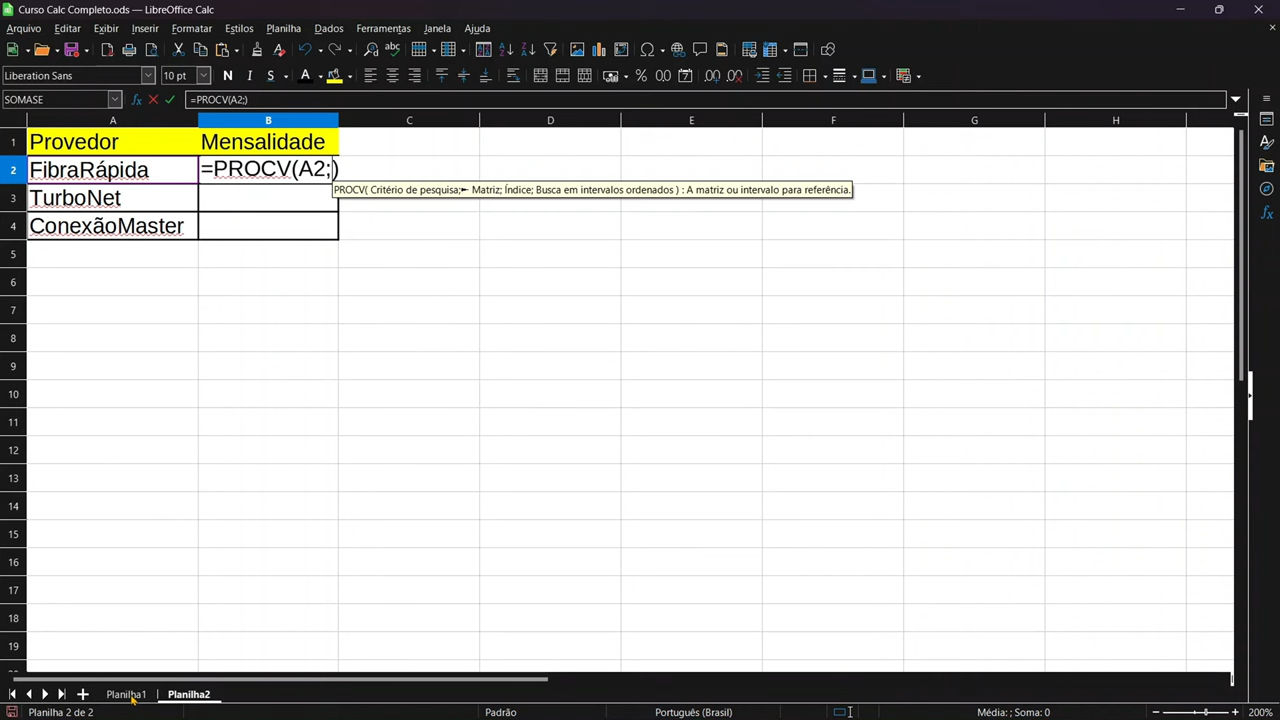 Curso Calc Completo.ods — LibreOffice Calc
Arquivo Editar Exibir Inserir Formatar Estilos Planilha Dados Ferramentas Janela Ajuda
Liberation Sans 10 pt N I S A
SOMASE =PROCV(A2;)
A B C D E F G H
1 Provedor Mensalidade
2 FibraRápida =PROCV(A2;)
PROCV( Critério de pesquisa; Matriz; Índice; Busca em intervalos ordenados ) : A matriz ou intervalo para referência.
3 TurboNet
4 ConexãoMaster
5
6
7
8
9
10
11
12
13
14
15
16
17
18
19
Planilha1 Planilha2
Planilha 2 de 2 Padrão Português (Brasil) Média: ; Soma: 0 200%